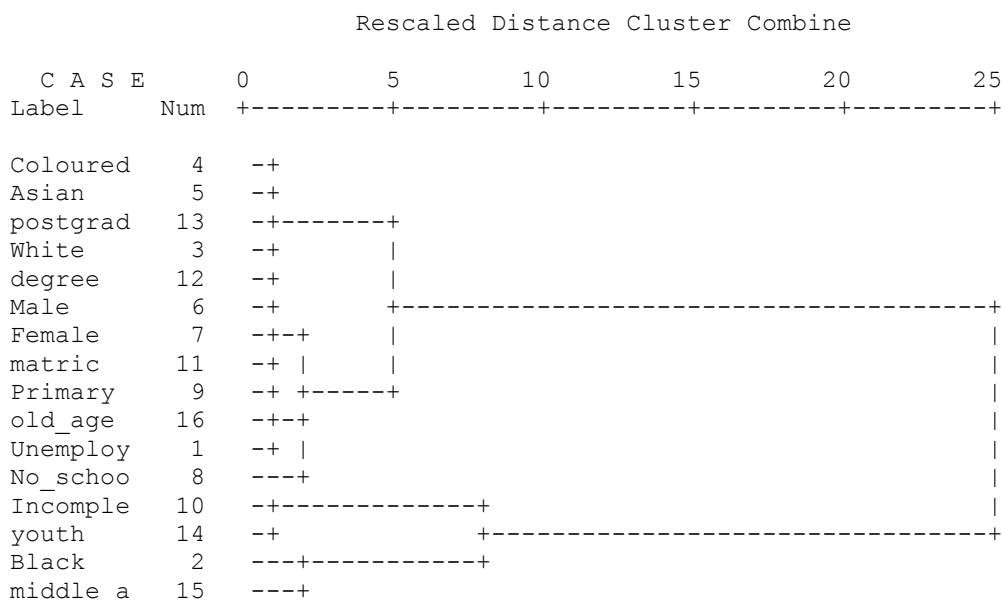 Rescaled Distance Cluster Combine
C A S E 0 5 10 15 20 25
Label Num +---------+---------+---------+---------+---------+
Coloured 4 -+
Asian 5 -+
postgrad 13 -+-------+
White 3 -+ |
degree 12 -+ |
Male 6 -+ +---------------------------------------+
Female 7 -+-+ | |
matric 11 -+ | | |
Primary 9 -+ +-----+ |
old_age 16 -+-+ |
Unemploy 1 -+ | |
No_schoo 8 ---+ |
Incomple 10 -+-------------+ |
youth 14 -+ +---------------------------------+
Black 2 ---+-----------+
middle_a 15 ---+